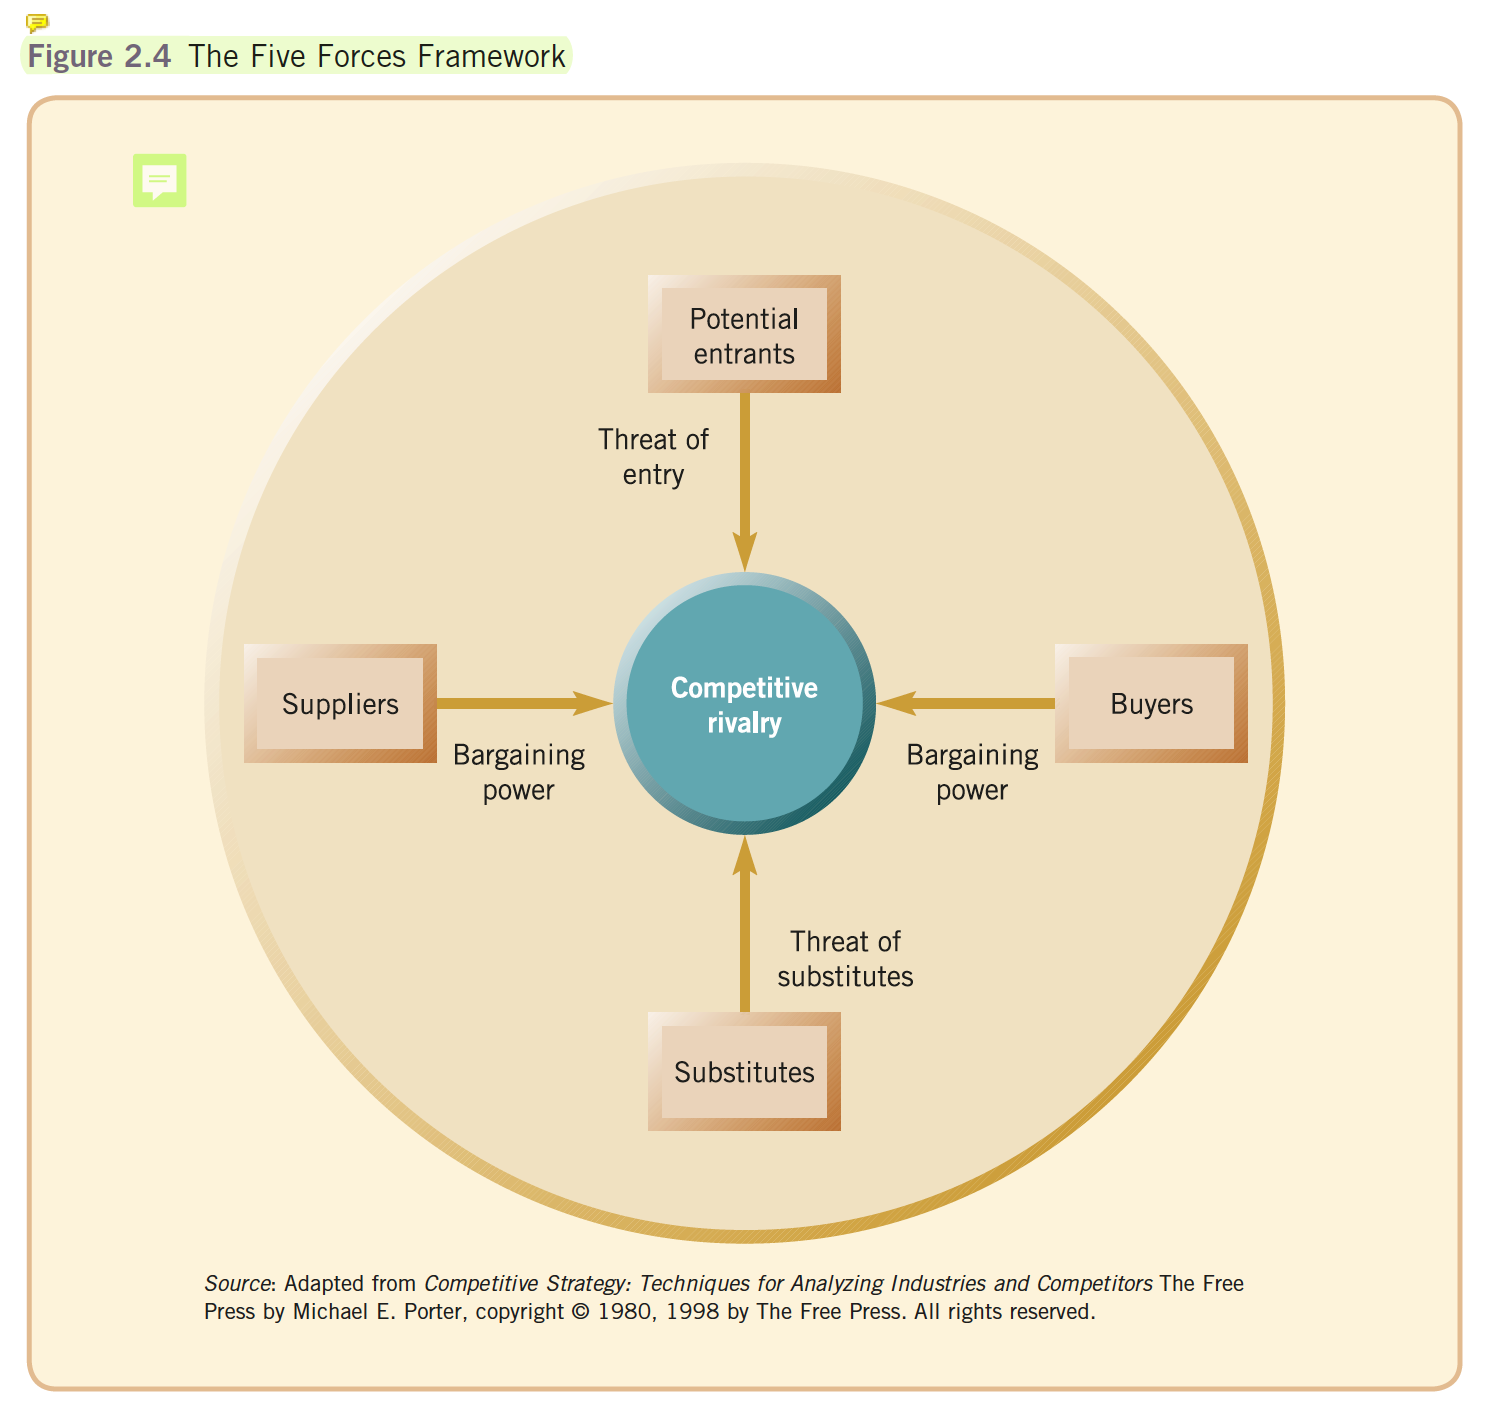 Figure 2.4 The Five Forces Framework
Potential
entrants
Threat of
entry
Suppliers
Bargaining
power
Competitive
rivalry
Buyers
Bargaining
power
Threat of
substitutes
Substitutes
Source: Adapted from Competitive Strategy: Techniques for Analyzing Industries and Competitors The Free
Press by Michael E. Porter, copyright © 1980, 1998 by The Free Press. All rights reserved.